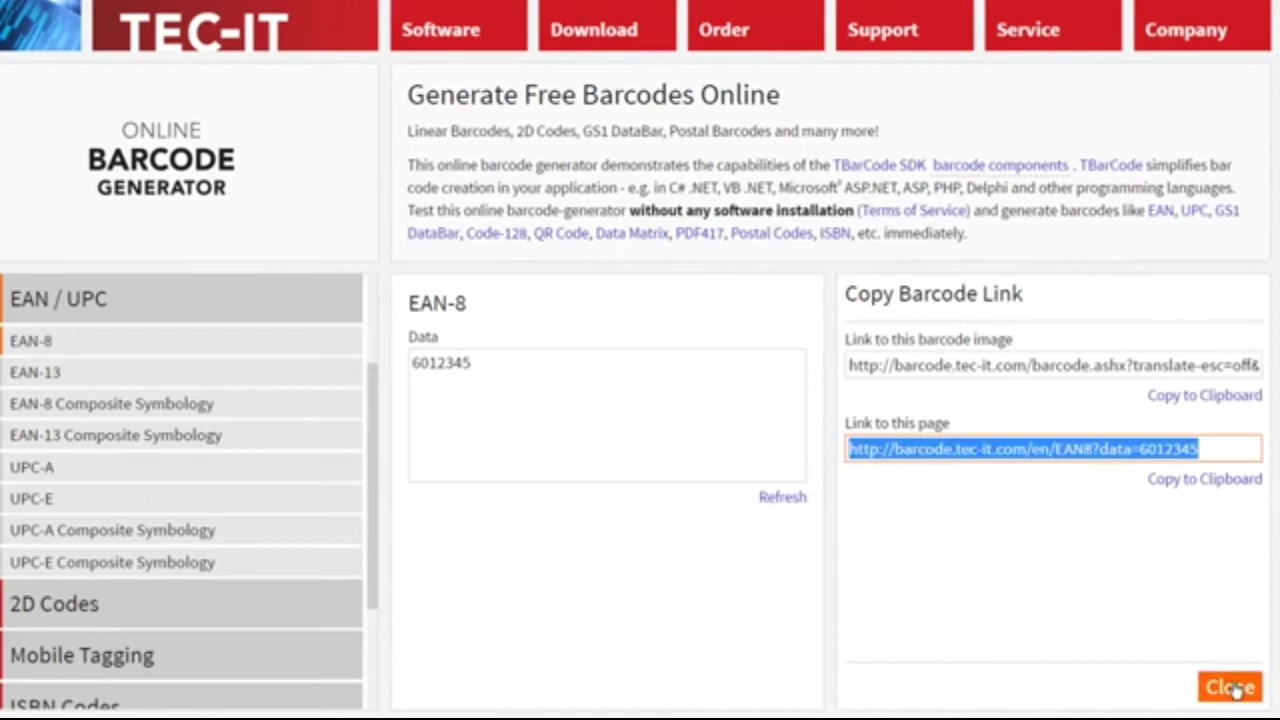 TEC-IT
Software
Download
Order
Support
Service
Company
ONLINE
BARCODE
GENERATOR
Generate Free Barcodes Online
Linear Barcodes, 2D Codes, GS1 DataBar, Postal Barcodes and many more!
This online barcode generator demonstrates the capabilities of the TBarCode SDK barcode components . TBarCode simplifies bar
code creation in your application - e.g. in C# .NET, VB .NET, Microsoft® ASP.NET, ASP, PHP, Delphi and other programming languages.
Test this online barcode-generator without any software installation (Terms of Service) and generate barcodes like EAN, UPC, GS1
DataBar, Code-128, QR Code, Data Matrix, PDF417, Postal Codes, ISBN, etc. immediately.
EAN / UPC
EAN-8
EAN-13
EAN-8 Composite Symbology
EAN-13 Composite Symbology
UPC-A
UPC-E
UPC-A Composite Symbology
UPC-E Composite Symbology
2D Codes
Mobile Tagging
ISBN Codes
EAN-8
Data
6012345
Refresh
Copy Barcode Link
Link to this barcode image
http://barcode.tec-it.com/barcode.ashx?translate-esc=off&
Copy to Clipboard
Link to this page
http://barcode.tec-it.com/en/EAN8?data=6012345
Copy to Clipboard
Close